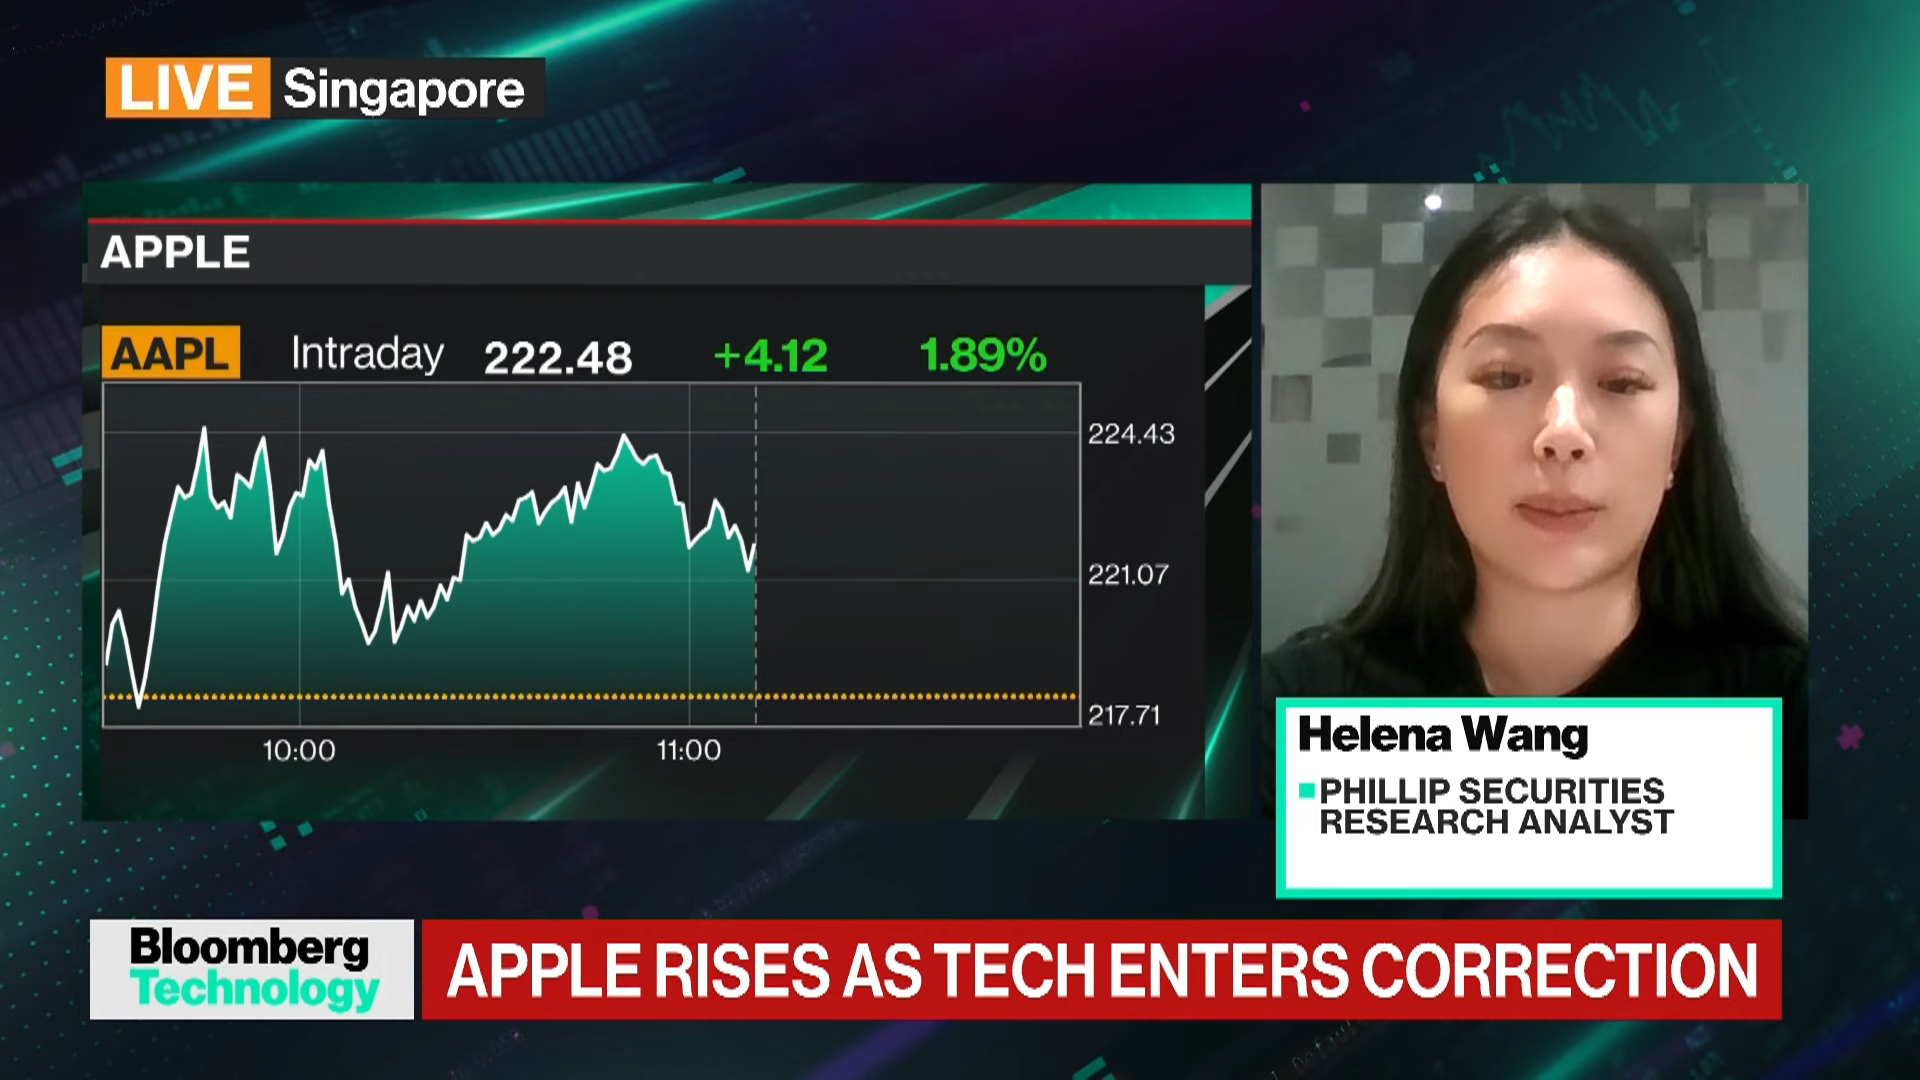 LIVE Singapore
APPLE
AAPL Intraday 222.48 +4.12 1.89%
224.43
221.07
217.71
10:00 11:00
Helena Wang
PHILLIP SECURITIES
RESEARCH ANALYST
Bloomberg
Technology
APPLE RISES AS TECH ENTERS CORRECTION